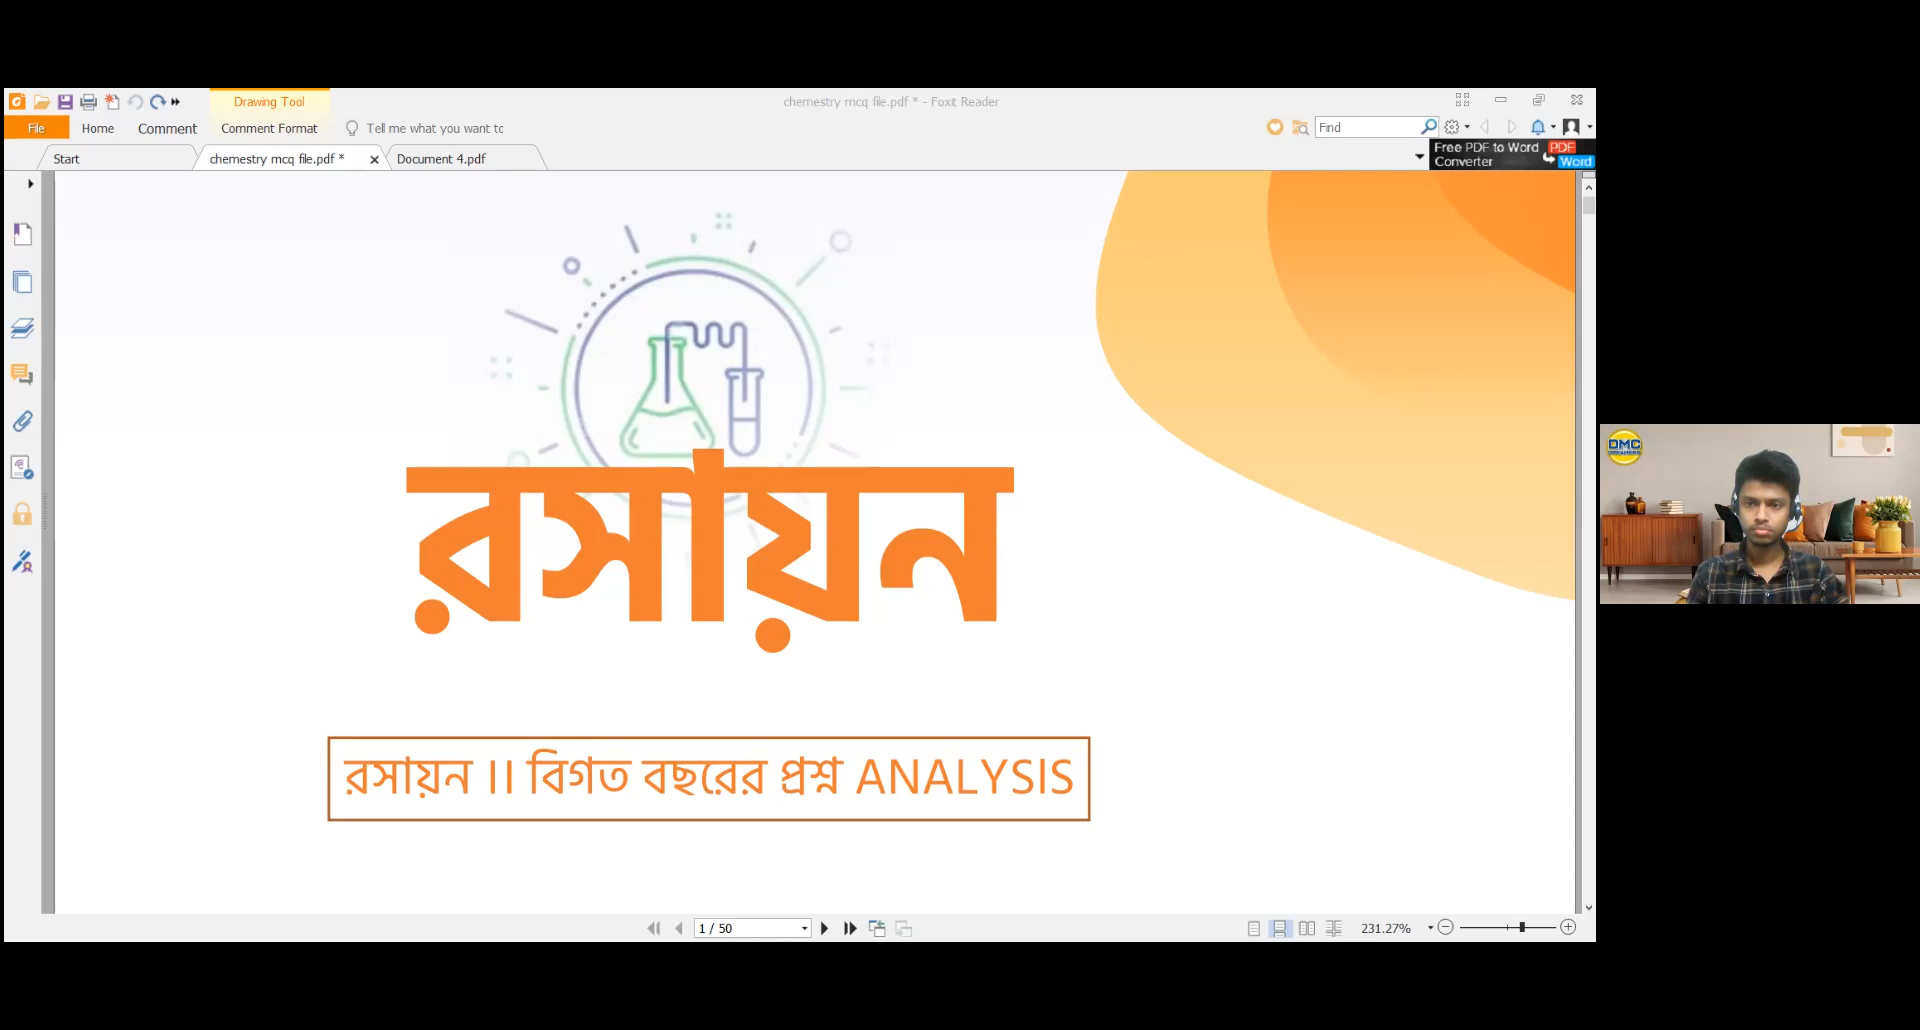 Drawing Tool
chemestry mcq file.pdf * - Foxit Reader
File Home Comment Comment Format Tell me what you want to
Find
Start chemestry mcq file.pdf * Document 4.pdf
Free PDF to Word Converter PDF Word
রসায়ন
রসায়ন ।। বিগত বছরের প্রশ্ন ANALYSIS
1 / 50
231.27%
DMC